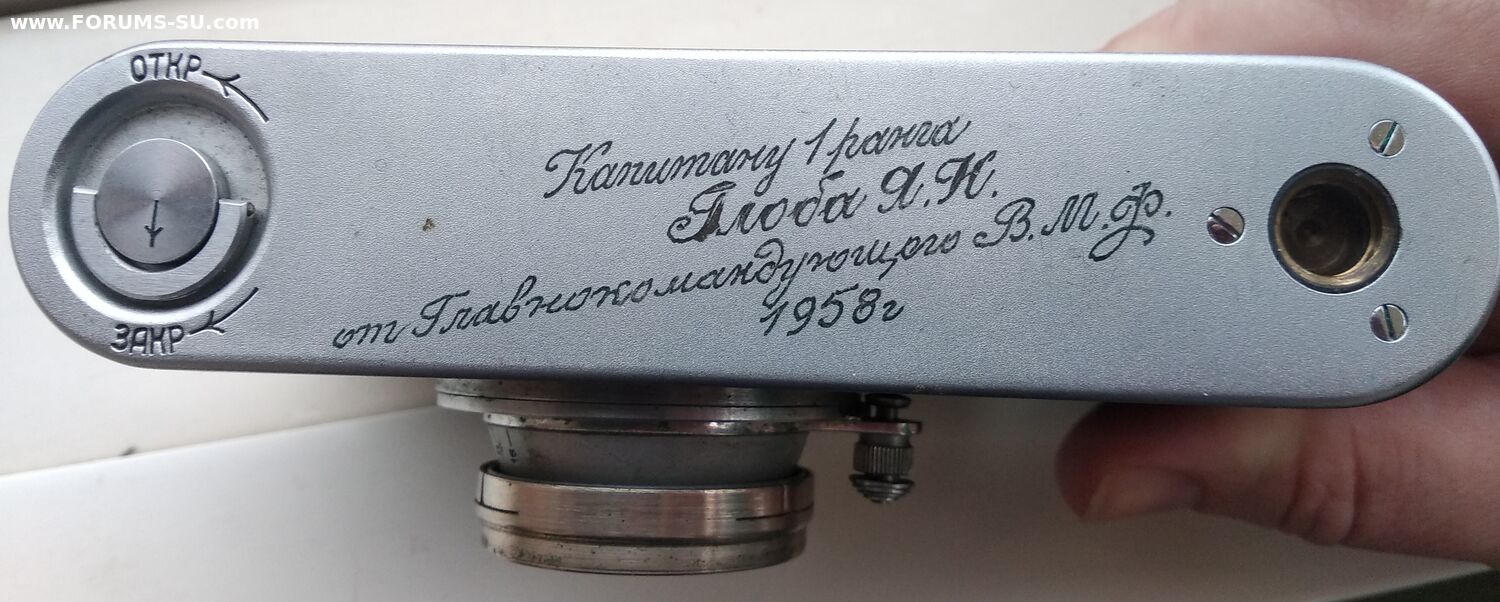 www.FORUMS-SU.com
ОТКР
Капитану 1 ранга
Глоба Я.Н.
от Главнокомандующего В.М.Ф.
1958г
ЗАКР